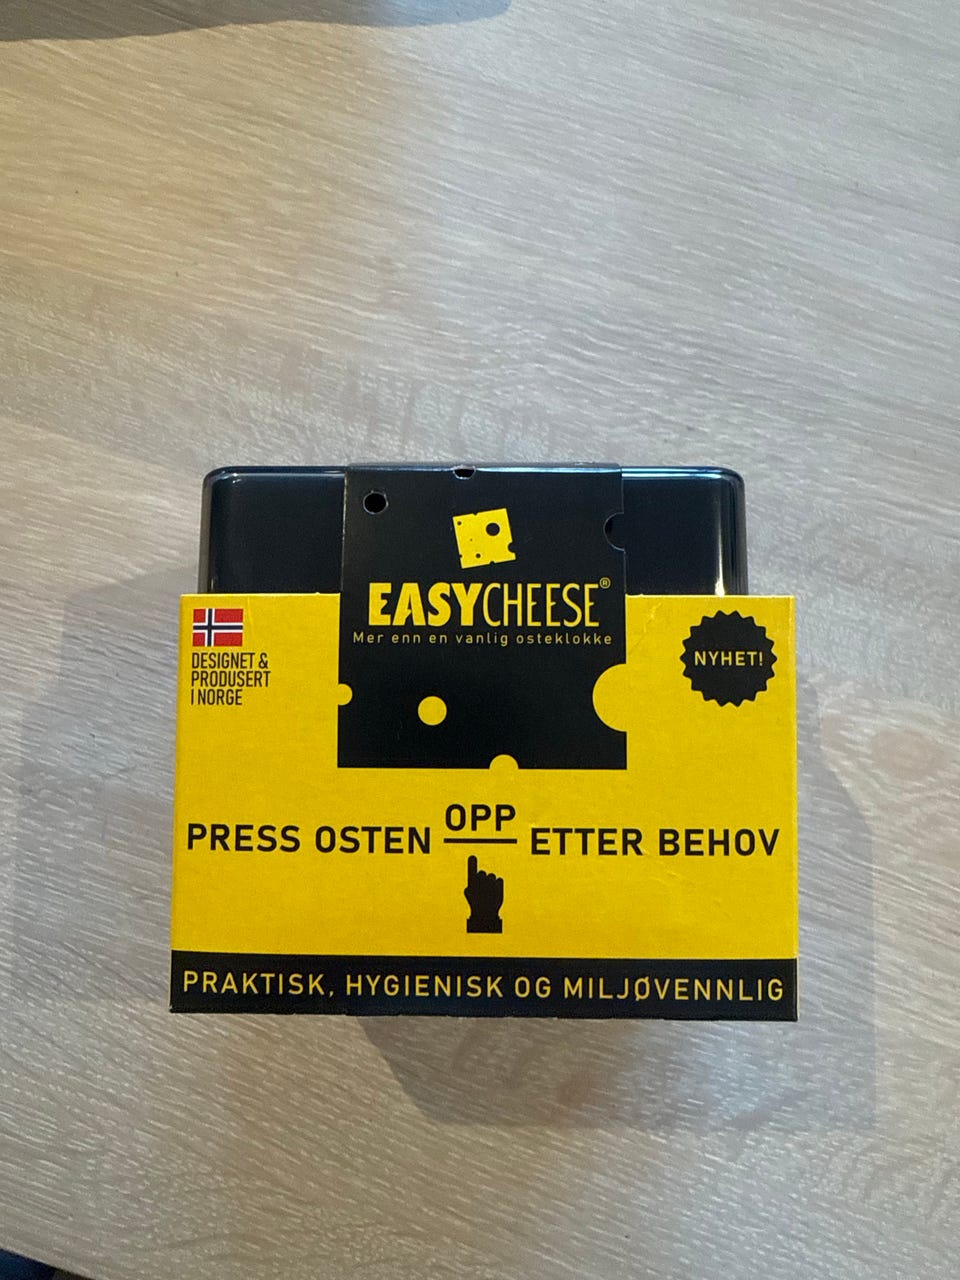 EASYCHEESE®
Mer enn en vanlig osteklokke
DESIGNET &
PRODUSERT
I NORGE
NYHET!
PRESS OSTEN OPP ETTER BEHOV
PRAKTISK, HYGIENISK OG MILJØVENNLIG